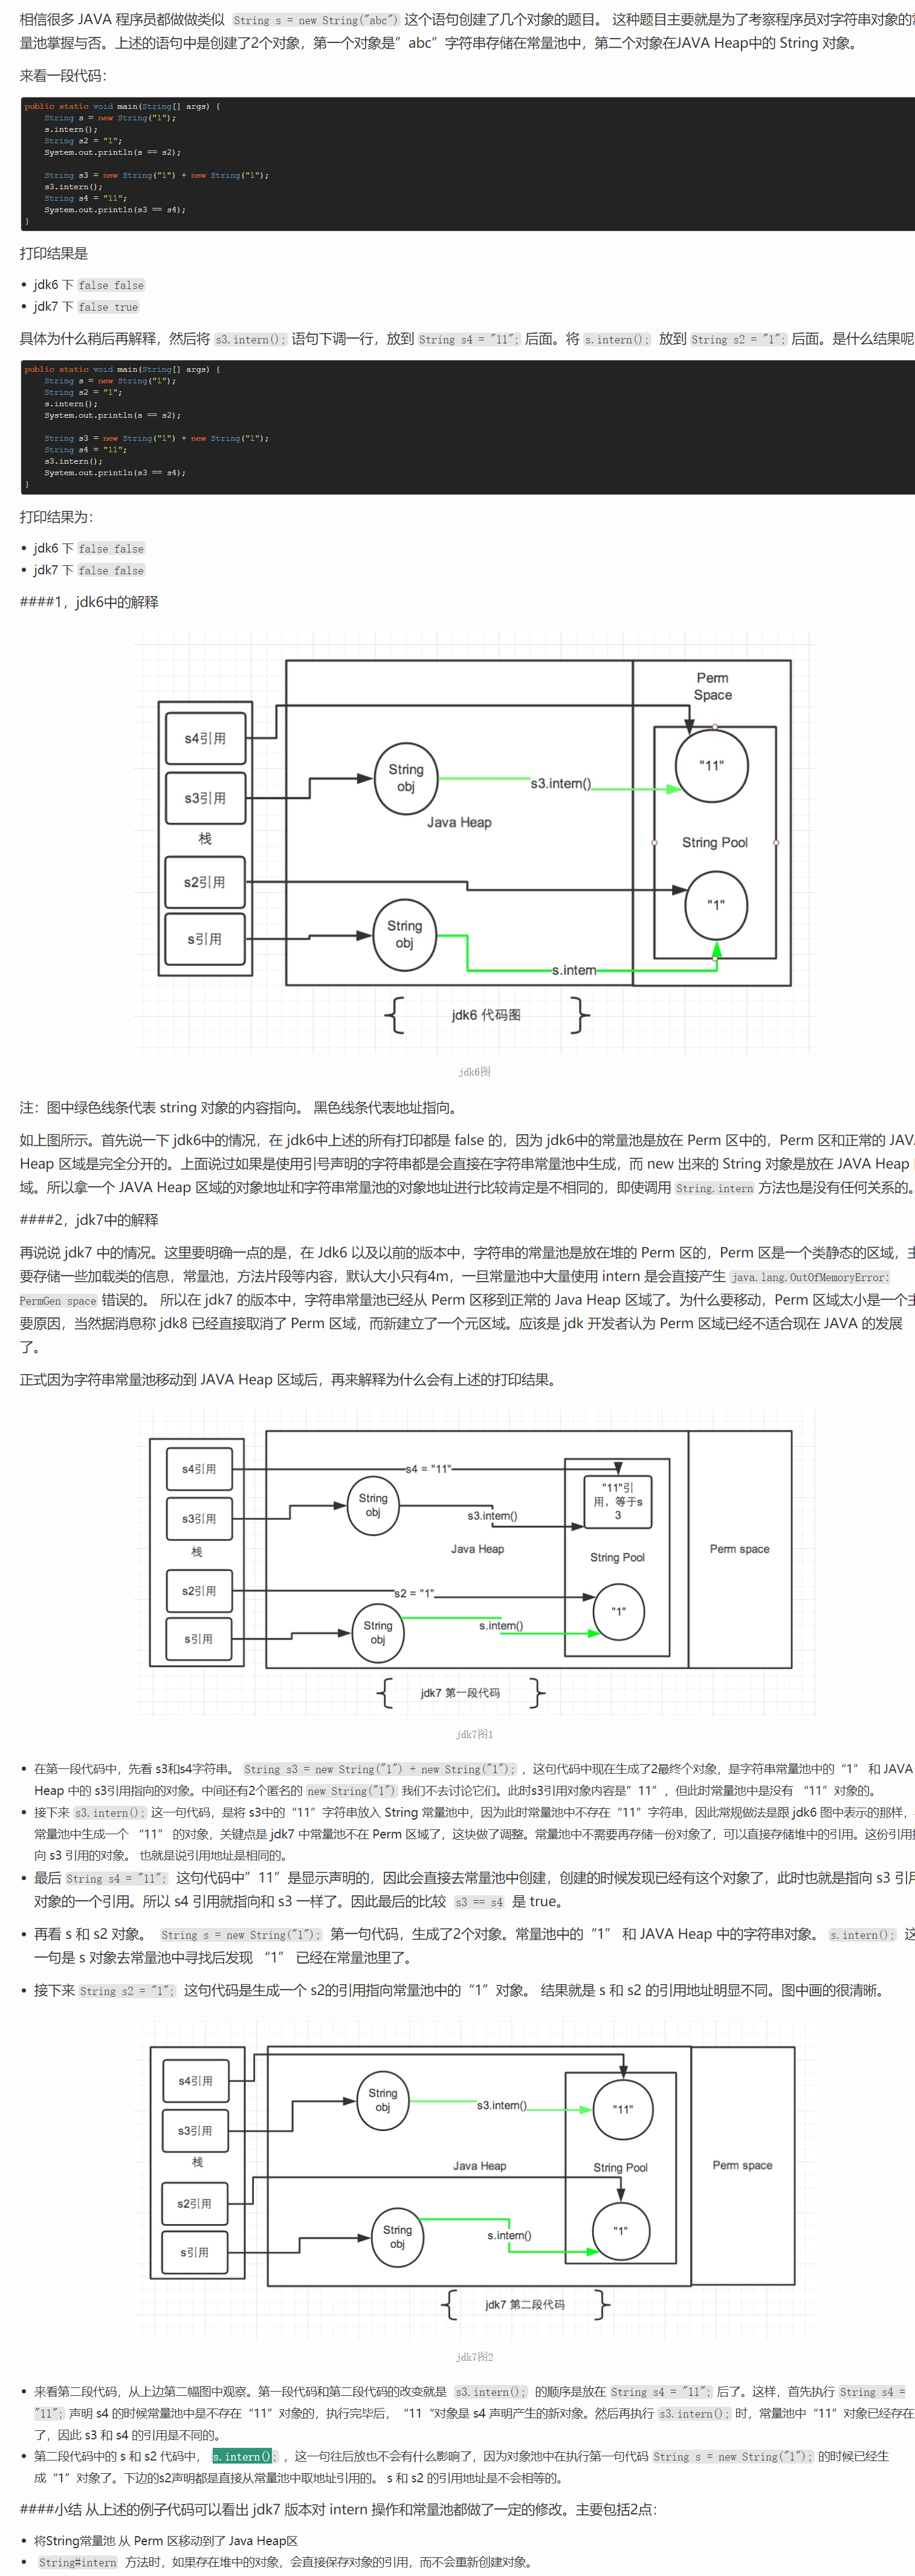 相信很多 JAVA 程序员都做做类似 String s = new String("abc") 这个语句创建了几个对象的题目。 这种题目主要就是为了考察程序员对字符串对象的常
量池掌握与否。上述的语句中是创建了2个对象，第一个对象是”abc”字符串存储在常量池中，第二个对象在JAVA Heap中的 String 对象。
来看一段代码：
public static void main(String[] args) {
String s = new String("1");
s.intern();
String s2 = "1";
System.out.println(s == s2);
String s3 = new String("1") + new String("1");
s3.intern();
String s4 = "11";
System.out.println(s3 == s4);
}
打印结果是
jdk6 下 false false
jdk7 下 false true
具体为什么稍后再解释，然后将 s3.intern(); 语句下调一行，放到 String s4 = "11"; 后面。将 s.intern(); 放到 String s2 = "1"; 后面。是什么结果呢
public static void main(String[] args) {
String s = new String("1");
String s2 = "1";
s.intern();
System.out.println(s == s2);
String s3 = new String("1") + new String("1");
String s4 = "11";
s3.intern();
System.out.println(s3 == s4);
}
打印结果为：
jdk6 下 false false
jdk7 下 false false
####1，jdk6中的解释
Perm
Space
s4引用
String
obj
"11"
s3.intern()
s3引用
Java Heap
栈
String Pool
s2引用
"1"
String
obj
s引用
s.intern
jdk6 代码图
jdk6图
注：图中绿色线条代表 string 对象的内容指向。 黑色线条代表地址指向。
如上图所示。首先说一下 jdk6中的情况，在 jdk6中上述的所有打印都是 false 的，因为 jdk6中的常量池是放在 Perm 区中的，Perm 区和正常的 JAVA
Heap 区域是完全分开的。上面说过如果是使用引号声明的字符串都是会直接在字符串常量池中生成，而 new 出来的 String 对象是放在 JAVA Heap
域。所以拿一个 JAVA Heap 区域的对象地址和字符串常量池的对象地址进行比较肯定是不相同的，即使调用 String.intern 方法也是没有任何关系的。
####2，jdk7中的解释
再说说 jdk7 中的情况。这里要明确一点的是，在 Jdk6 以及以前的版本中，字符串的常量池是放在堆的 Perm 区的，Perm 区是一个类静态的区域，主
要存储一些加载类的信息，常量池，方法片段等内容，默认大小只有4m，一旦常量池中大量使用 intern 是会直接产生 java.lang.OutOfMemoryError:
PermGen space 错误的。 所以在 jdk7 的版本中，字符串常量池已经从 Perm 区移到正常的 Java Heap 区域了。为什么要移动，Perm 区域太小是一个主
要原因，当然据消息称 jdk8 已经直接取消了 Perm 区域，而新建立了一个元区域。应该是 jdk 开发者认为 Perm 区域已经不适合现在 JAVA 的发展
了。
正式因为字符串常量池移动到 JAVA Heap 区域后，再来解释为什么会有上述的打印结果。
s4引用
s4 = "11"
String
obj
"11"引
用，等于s
3
s3引用
s3.intern()
栈
Java Heap
String Pool
Perm space
s2引用
s2 = "1"
"1"
String
obj
s.intern()
s引用
jdk7 第一段代码
jdk7图1
在第一段代码中，先看 s3和s4字符串。 String s3 = new String("1") + new String("1"); ，这句代码中现在生成了2最终个对象，是字符串常量池中的“1” 和 JAVA
Heap 中的 s3引用指向的对象。中间还有2个匿名的 new String("1") 我们不去讨论它们。此时s3引用对象内容是”11”，但此时常量池中是没有 “11”对象的。
接下来 s3.intern(); 这一句代码，是将 s3中的“11”字符串放入 String 常量池中，因为此时常量池中不存在“11”字符串，因此常规做法是跟 jdk6 图中表示的那样，
常量池中生成一个 “11” 的对象，关键点是 jdk7 中常量池不在 Perm 区域了，这块做了调整。常量池中不需要再存储一份对象了，可以直接存储堆中的引用。这份引用指
向 s3 引用的对象。 也就是说引用地址是相同的。
最后 String s4 = "11"; 这句代码中”11”是显示声明的，因此会直接去常量池中创建，创建的时候发现已经有这个对象了，此时也就是指向 s3 引用
对象的一个引用。所以 s4 引用就指向和 s3 一样了。因此最后的比较 s3 == s4 是 true。
再看 s 和 s2 对象。 String s = new String("1"); 第一句代码，生成了2个对象。常量池中的“1” 和 JAVA Heap 中的字符串对象。 s.intern(); 这
一句是 s 对象去常量池中寻找后发现 “1” 已经在常量池里了。
接下来 String s2 = "1"; 这句代码是生成一个 s2的引用指向常量池中的“1”对象。 结果就是 s 和 s2 的引用地址明显不同。图中画的很清晰。
s4引用
String
obj
s3.intern()
"11"
s3引用
栈
Java Heap
String Pool
Perm space
s2引用
String
obj
s.intern()
"1"
s引用
jdk7 第二段代码
jdk7图2
来看第二段代码，从上边第二幅图中观察。第一段代码和第二段代码的改变就是 s3.intern(); 的顺序是放在 String s4 = "11"; 后了。这样，首先执行 String s4 =
"11"; 声明 s4 的时候常量池中是不存在“11”对象的，执行完毕后，“11“对象是 s4 声明产生的新对象。然后再执行 s3.intern(); 时，常量池中“11”对象已经存在
了，因此 s3 和 s4 的引用是不同的。
第二段代码中的 s 和 s2 代码中， s.intern(); ，这一句往后放也不会有什么影响了，因为对象池中在执行第一句代码 String s = new String("1"); 的时候已经生
成“1”对象了。下边的s2声明都是直接从常量池中取地址引用的。 s 和 s2 的引用地址是不会相等的。
####小结 从上述的例子代码可以看出 jdk7 版本对 intern 操作和常量池都做了一定的修改。主要包括2点：
将String常量池 从 Perm 区移动到了 Java Heap区
String#intern 方法时，如果存在堆中的对象，会直接保存对象的引用，而不会重新创建对象。